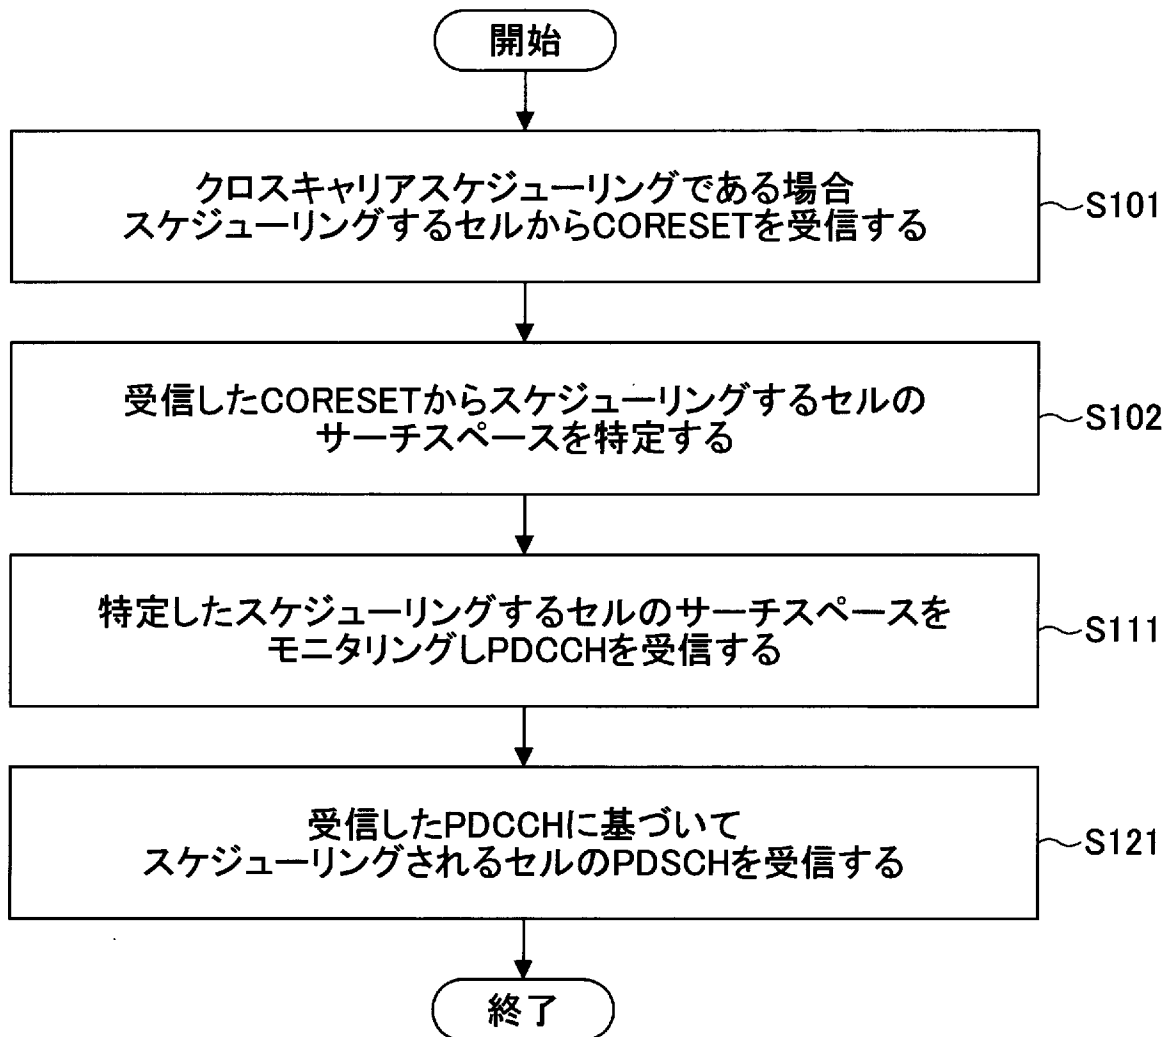 開始
クロスキャリアスケジューリングである場合
スケジューリングするセルからCORESETを受信する
S101
受信したCORESETからスケジューリングするセルの
サーチスペースを特定する
S102
特定したスケジューリングするセルのサーチスペースを
モニタリングしPDCCHを受信する
S111
受信したPDCCHに基づいて
スケジューリングされるセルのPDSCHを受信する
S121
終了